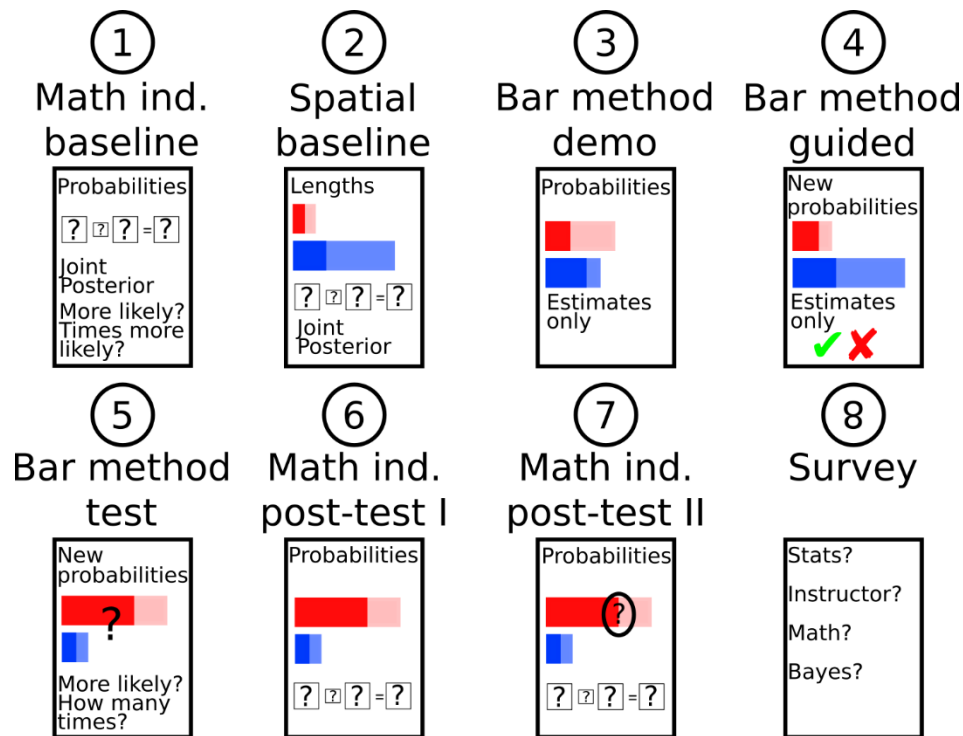 1
Math ind.
baseline
Probabilities
? ? ? = ?
Joint
Posterior
More likely?
Times more
likely?
2
Spatial
baseline
Lengths
? ? ? = ?
Joint
Posterior
3
Bar method
demo
Probabilities
Estimates
only
4
Bar method
guided
New
probabilities
Estimates
only
5
Bar method
test
New
probabilities
?
More likely?
How many
times?
6
Math ind.
post-test I
Probabilities
? ? ? = ?
7
Math ind.
post-test II
Probabilities
?
? ? ? = ?
8
Survey
Stats?
Instructor?
Math?
Bayes?